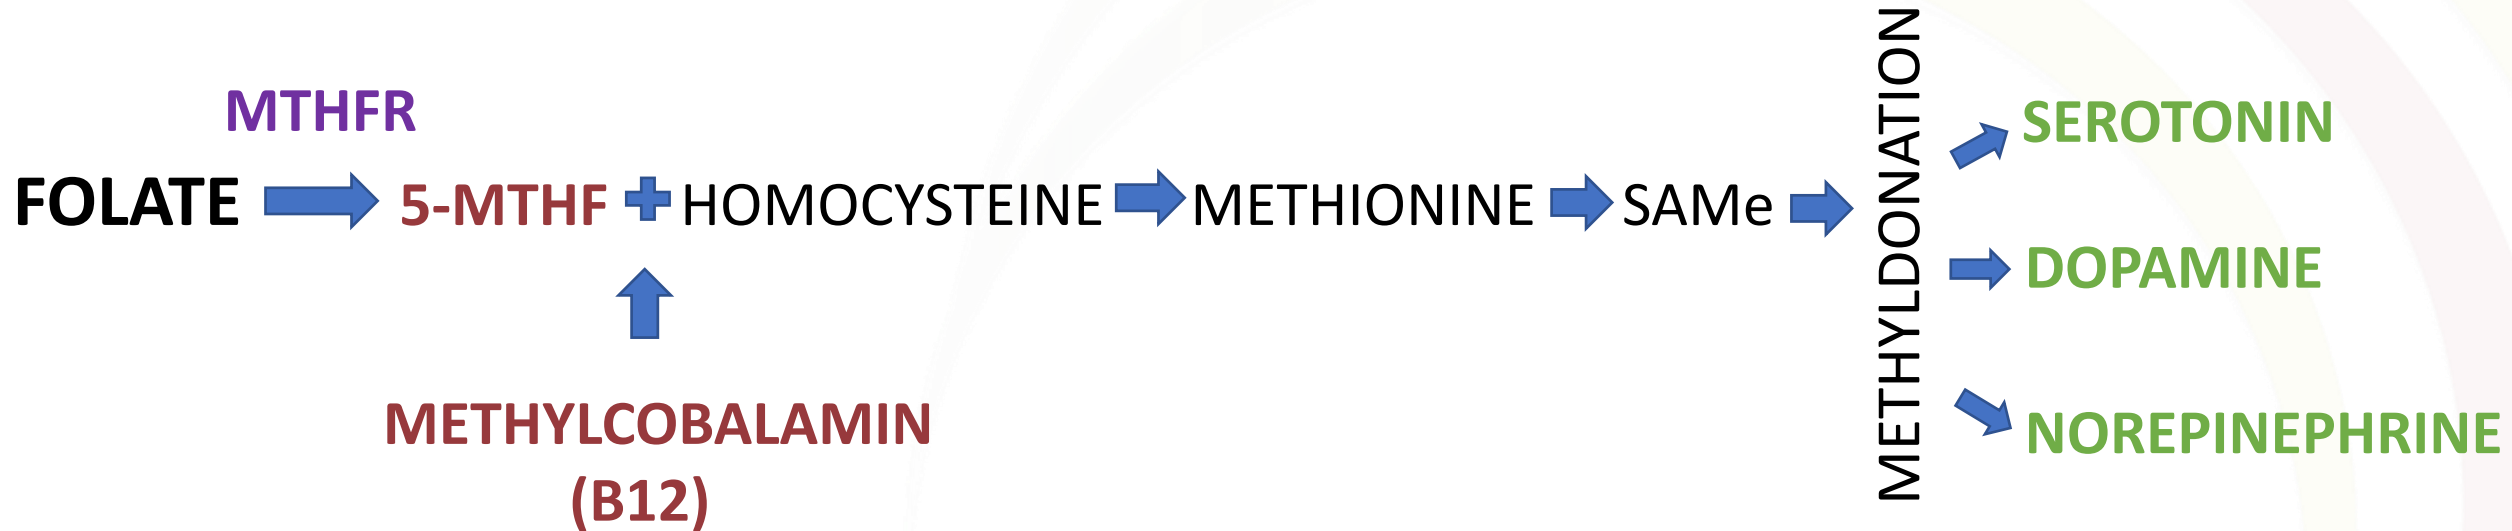 MTHFR
FOLATE
5-MTHF
HOMOCYSTEINE
METHIONINE
SAMe
METHYLDONATION
SEROTONIN
DOPAMINE
NOREPINEPHRINE
METHYLCOBALAMIN
(B12)